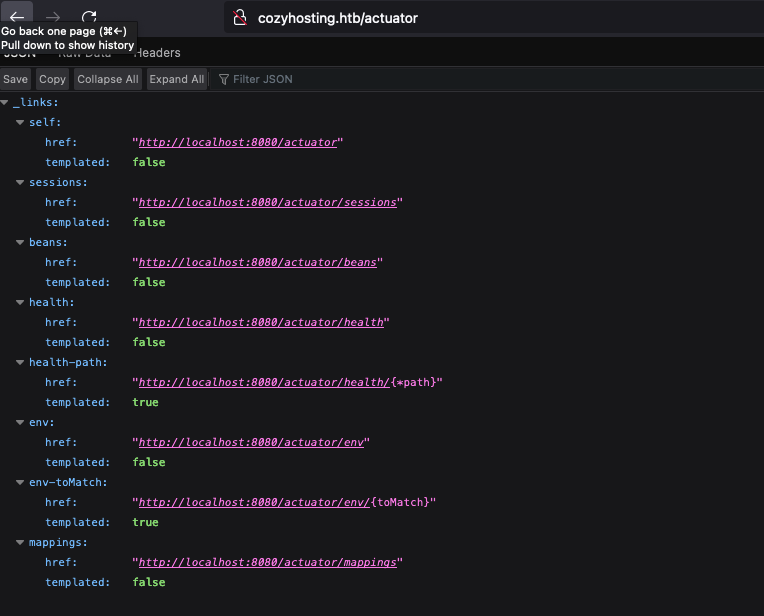 cozyhosting.htb/actuator
Go back one page (⌘←)
Pull down to show history
JSON Raw Data Headers
Save Copy Collapse All Expand All Filter JSON
_links:
self:
href: "http://localhost:8080/actuator"
templated: false
sessions:
href: "http://localhost:8080/actuator/sessions"
templated: false
beans:
href: "http://localhost:8080/actuator/beans"
templated: false
health:
href: "http://localhost:8080/actuator/health"
templated: false
health-path:
href: "http://localhost:8080/actuator/health/{*path}"
templated: true
env:
href: "http://localhost:8080/actuator/env"
templated: false
env-toMatch:
href: "http://localhost:8080/actuator/env/{toMatch}"
templated: true
mappings:
href: "http://localhost:8080/actuator/mappings"
templated: false